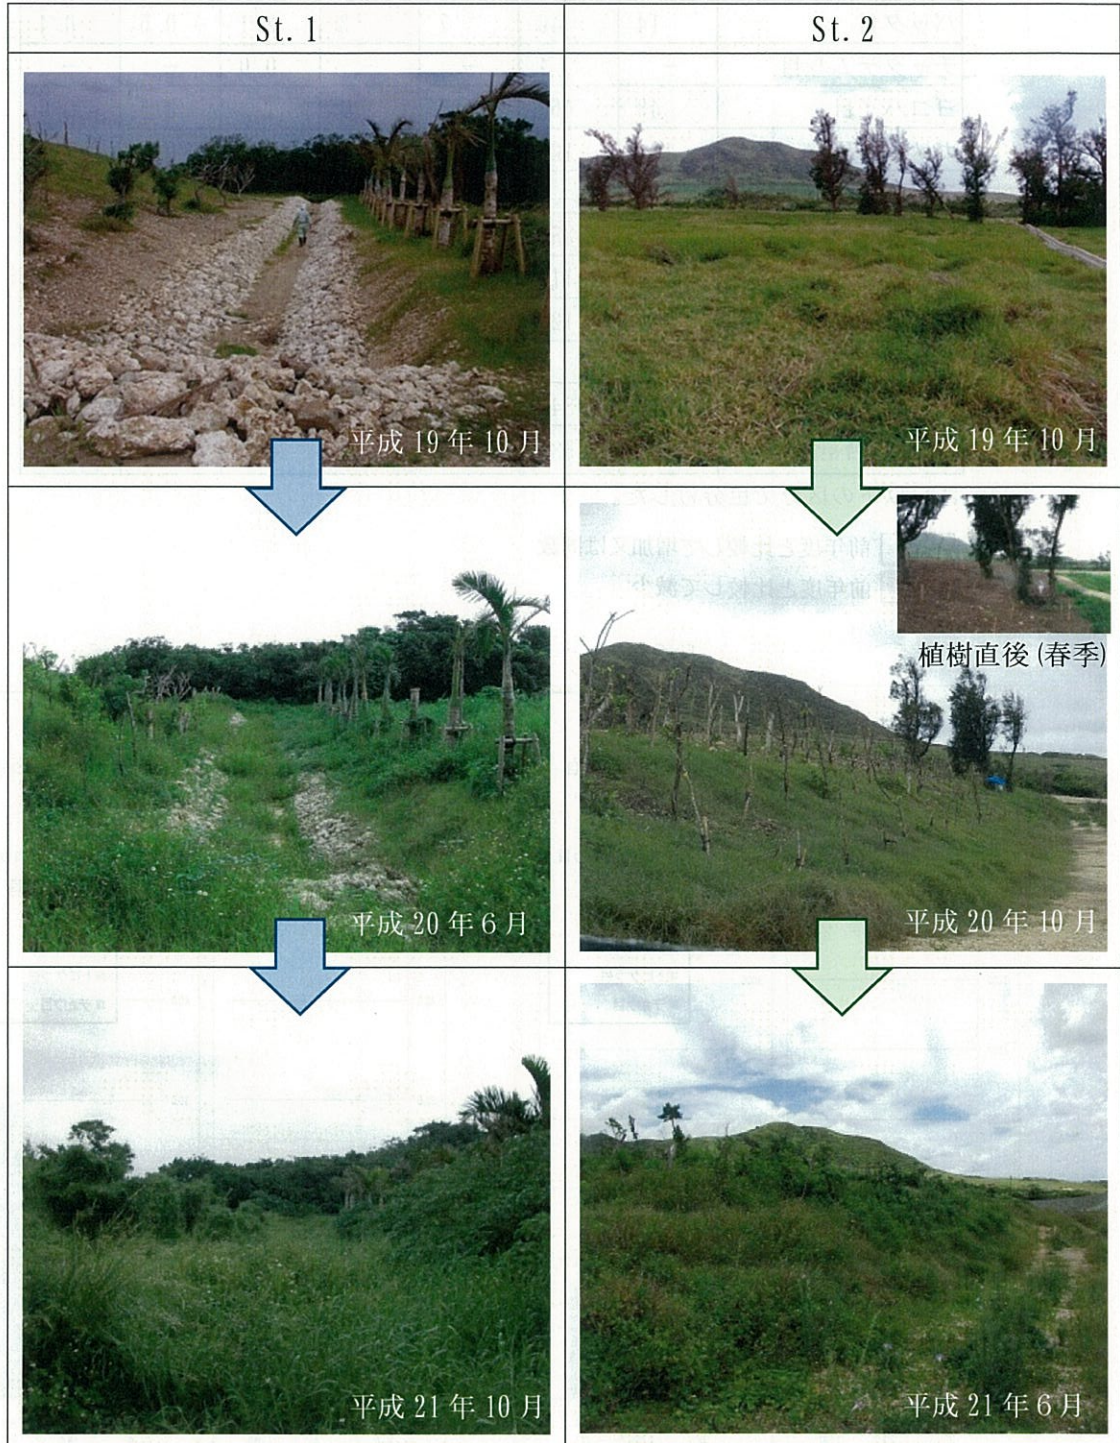 St. 1
St. 2
平成 19 年 10 月
平成 19 年 10 月
植樹直後 (春季)
平成 20 年 6 月
平成 20 年 10 月
平成 21 年 10 月
平成 21 年 6 月